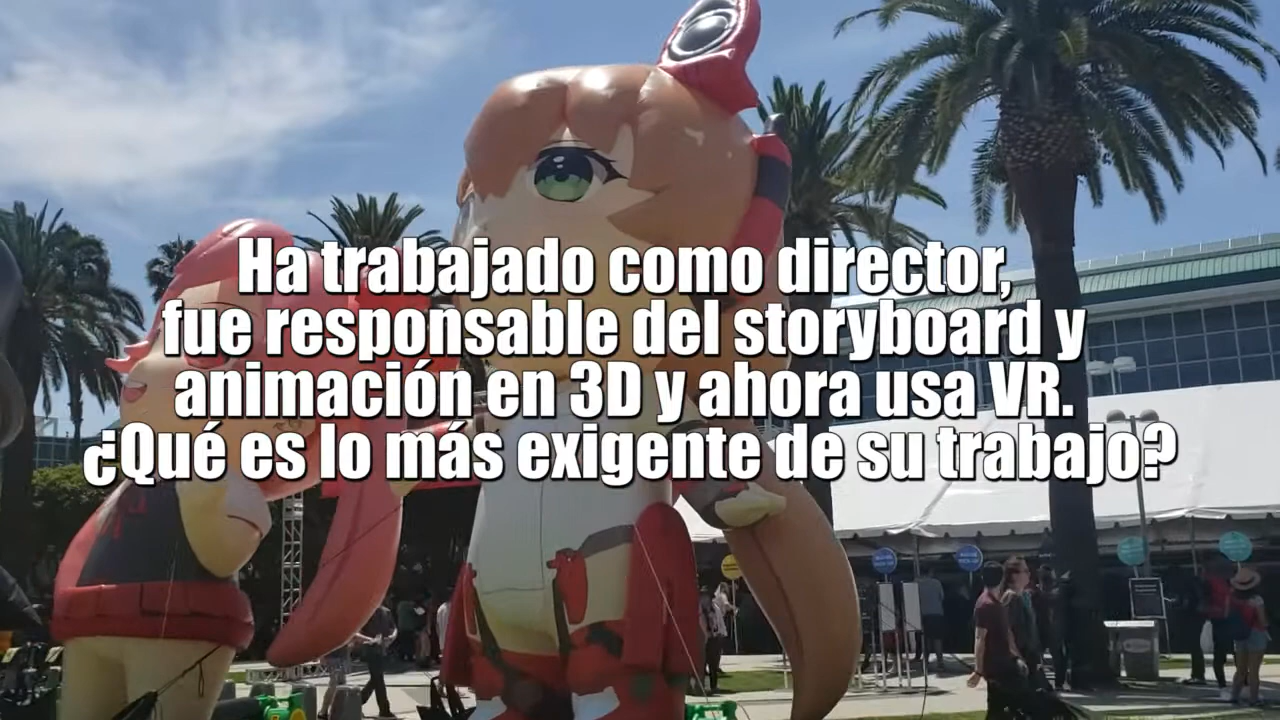 Ha trabajado como director,
fue responsable del storyboard y
animación en 3D y ahora usa VR.
¿Qué es lo más exigente de su trabajo?